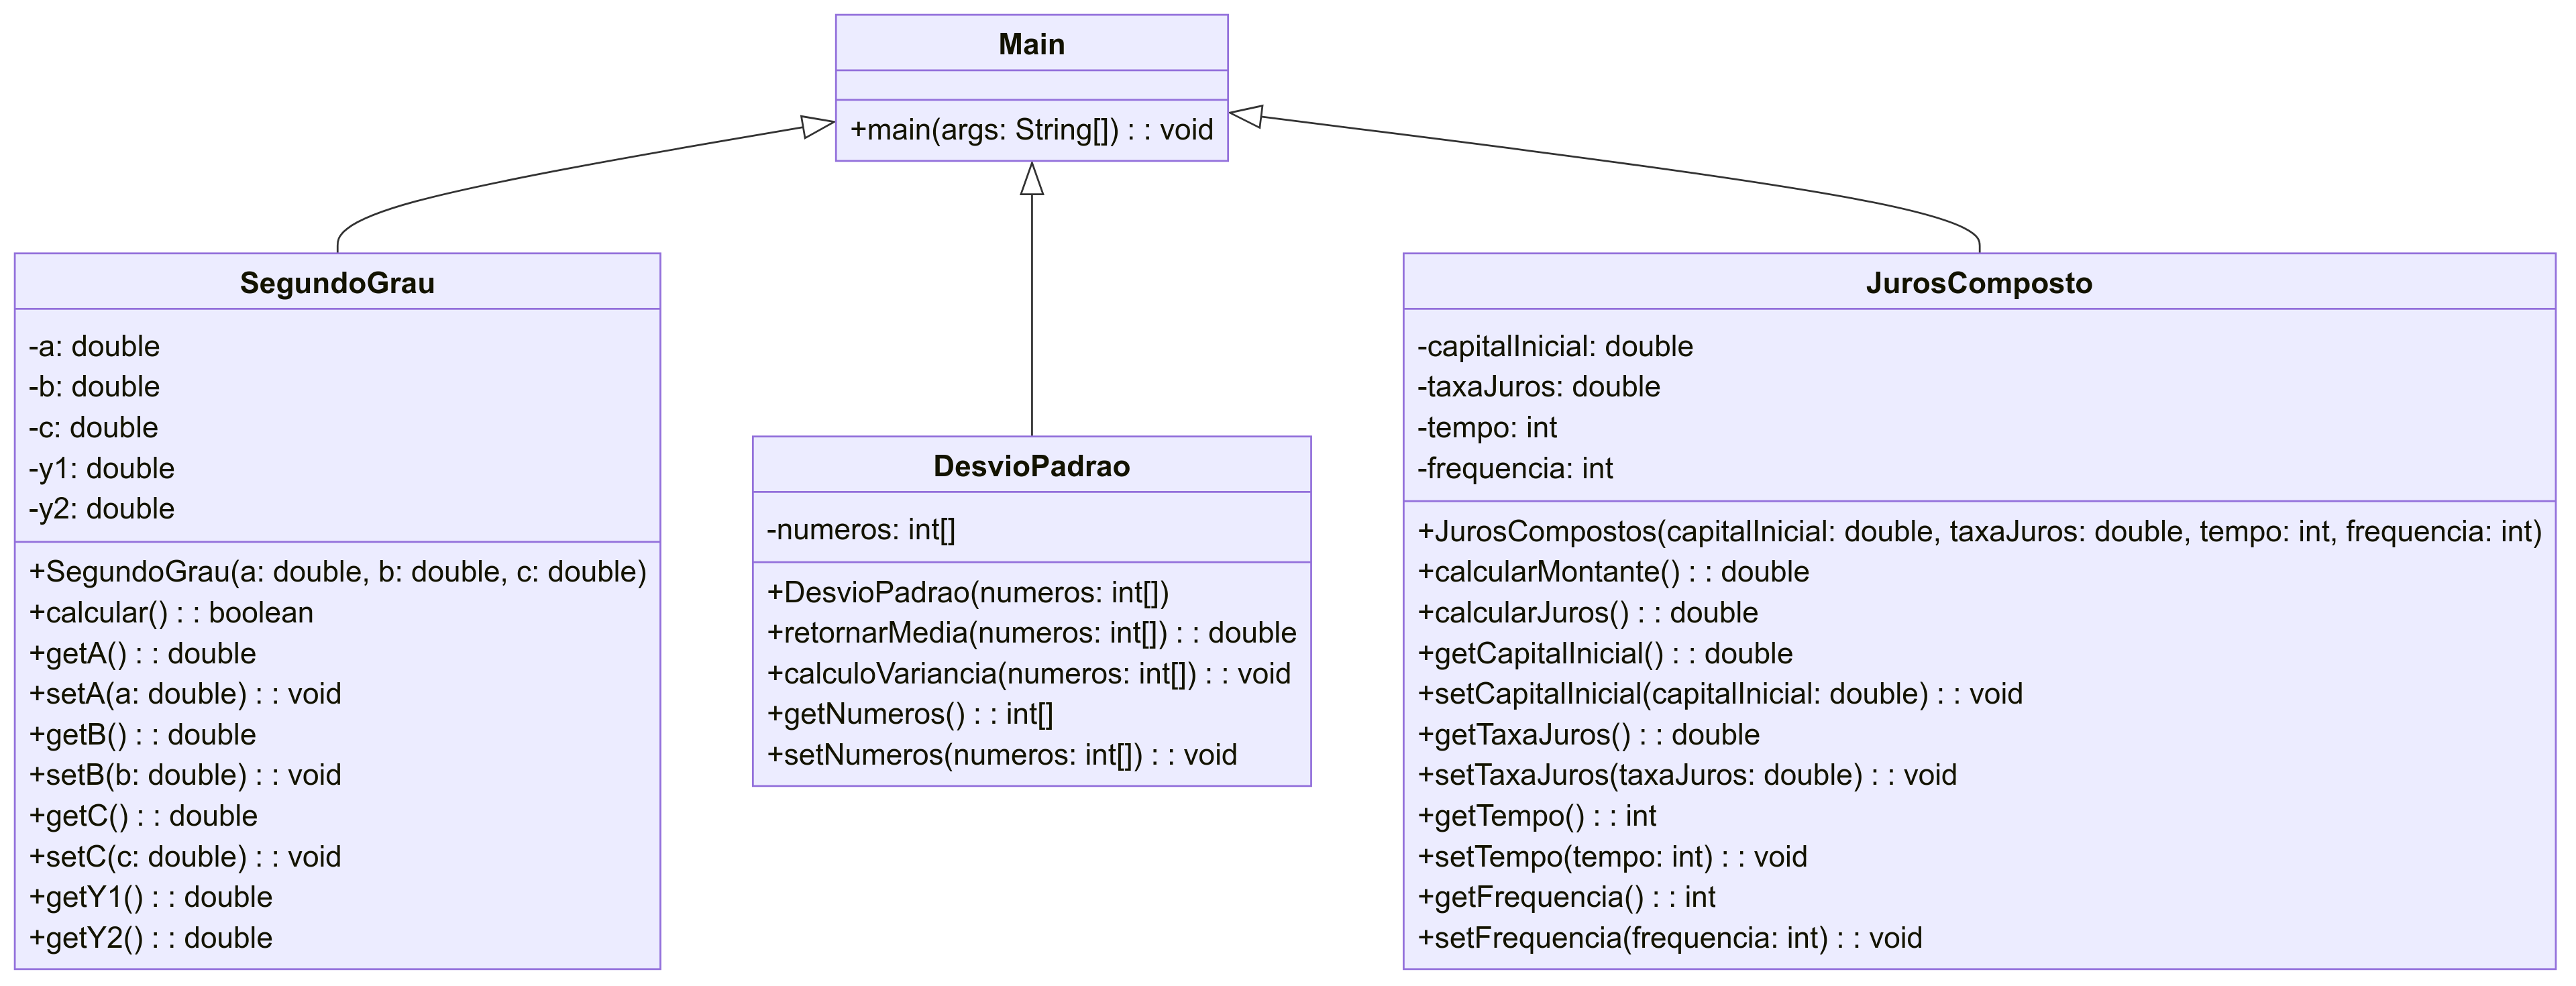 Main
+main(args: String[]) : : void
SegundoGrau
-a: double
-b: double
-c: double
-y1: double
-y2: double
+SegundoGrau(a: double, b: double, c: double)
+calcular() : : boolean
+getA() : : double
+setA(a: double) : : void
+getB() : : double
+setB(b: double) : : void
+getC() : : double
+setC(c: double) : : void
+getY1() : : double
+getY2() : : double
DesvioPadrao
-numeros: int[]
+DesvioPadrao(numeros: int[])
+retornarMedia(numeros: int[]) : : double
+calculoVariancia(numeros: int[]) : : void
+getNumeros() : : int[]
+setNumeros(numeros: int[]) : : void
JurosComposto
-capitalInicial: double
-taxaJuros: double
-tempo: int
-frequencia: int
+JurosCompostos(capitalInicial: double, taxaJuros: double, tempo: int, frequencia: int)
+calcularMontante() : : double
+calcularJuros() : : double
+getCapitalInicial() : : double
+setCapitalInicial(capitalInicial: double) : : void
+getTaxaJuros() : : double
+setTaxaJuros(taxaJuros: double) : : void
+getTempo() : : int
+setTempo(tempo: int) : : void
+getFrequencia() : : int
+setFrequencia(frequencia: int) : : void